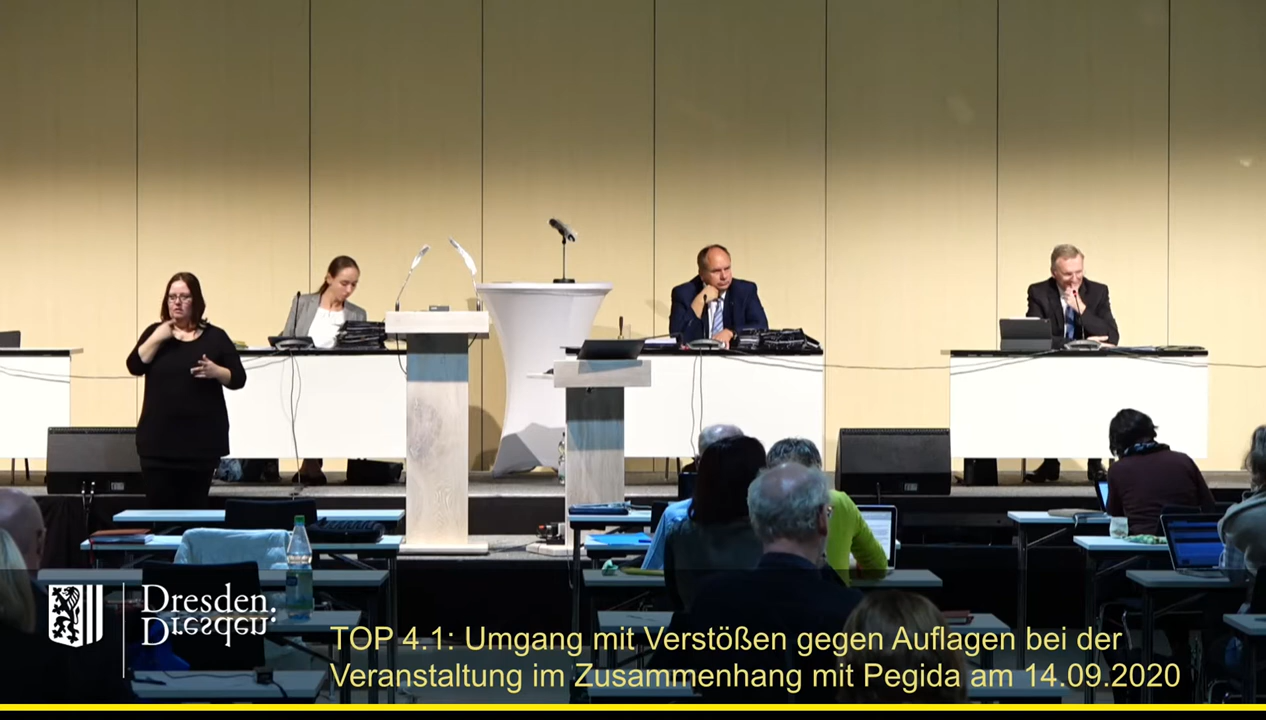 Dresden.
Dresden.
TOP 4.1: Umgang mit Verstößen gegen Auflagen bei der
Veranstaltung im Zusammenhang mit Pegida am 14.09.2020